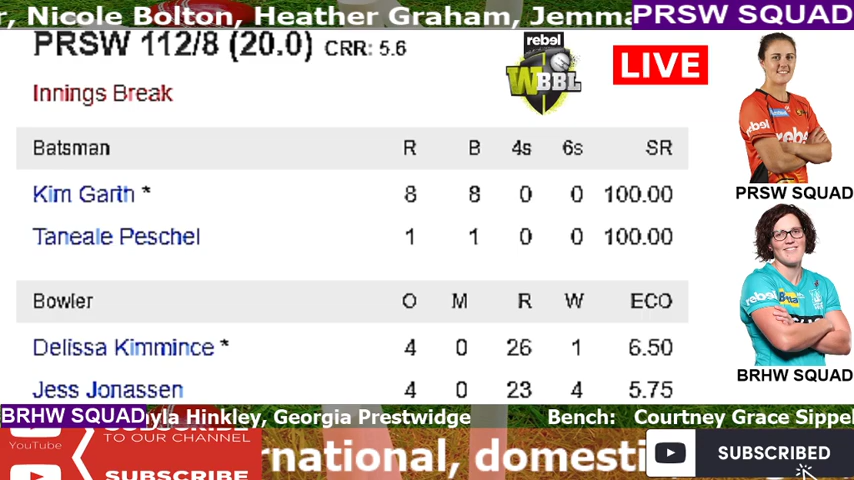 r, Nicole Bolton, Heather Graham, Jemma
PRSW SQUAD
PRSW 112/8 (20.0) CRR: 5.6
Innings Break
rebel
WBBL
LIVE
Batsman R B 4s 6s SR
Kim Garth * 8 8 0 0 100.00
Taneale Peschel 1 1 0 0 100.00
Bowler O M R W ECO
Delissa Kimmince * 4 0 26 1 6.50
Jess Jonassen 4 0 23 4 5.75
PRSW SQUAD
BRHW SQUAD
BRHW SQUAD yla Hinkley, Georgia Prestwidge Bench: Courtney Grace Sippel
YouTube
TO OUR CHANNEL
SUBSCRIBE
rnational, domesti
SUBSCRIBED